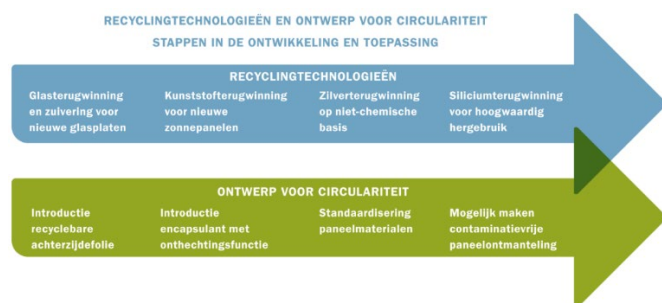 RECYCLINGTECHNOLOGIEËN EN ONTWERP VOOR CIRCULARITEIT
STAPPEN IN DE ONTWIKKELING EN TOEPASSING
RECYCLINGTECHNOLOGIEËN
Glasterugwinning
en zuivering voor
nieuwe glasplaten
Kunststofterugwinning
voor nieuwe
zonnepanelen
Zilverterugwinning
op niet-chemische
basis
Siliciumterugwinning
voor hoogwaardig
hergebruik
ONTWERP VOOR CIRCULARITEIT
Introductie
recyclebare
achterzijdefolie
Introductie
encapsulant met
onthechtingsfunctie
Standaardisering
paneelmaterialen
Mogelijk maken
contaminatievrije
paneelontmanteling